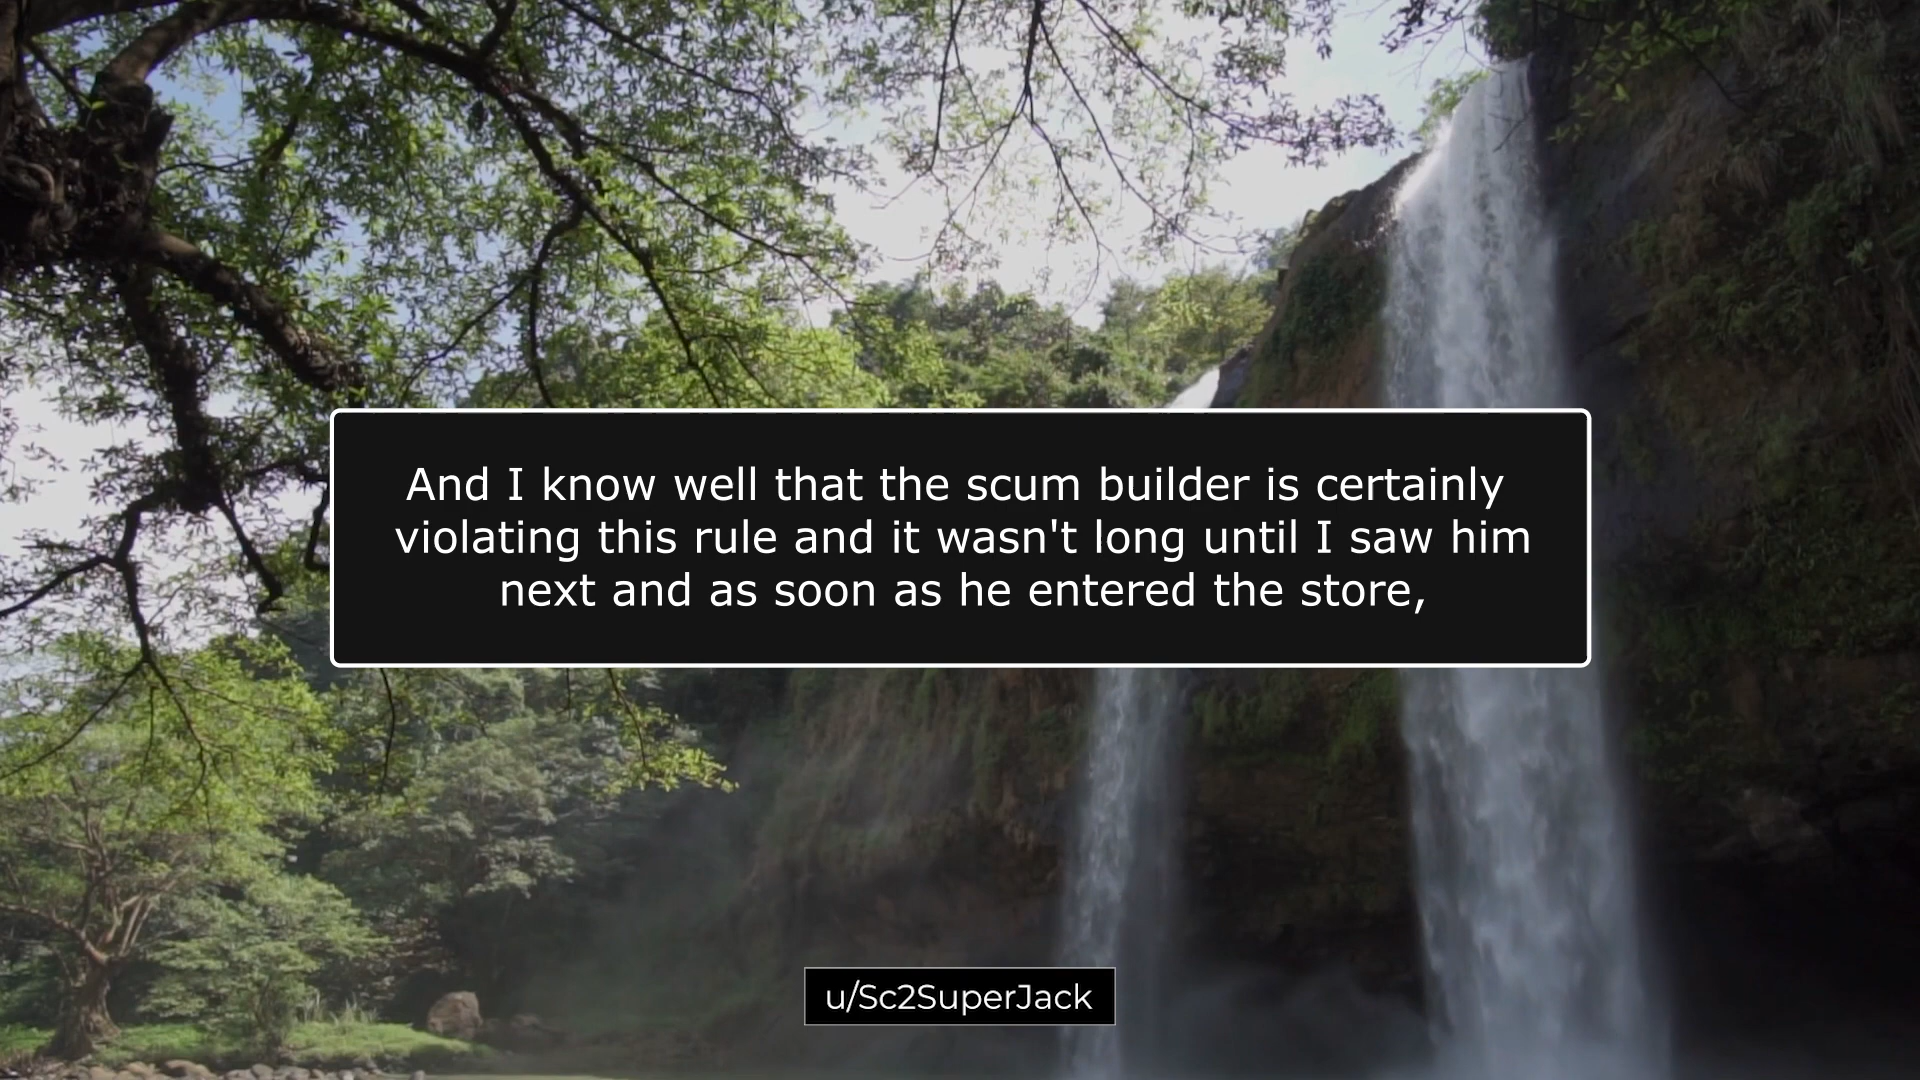 And I know well that the scum builder is certainly
violating this rule and it wasn't long until I saw him
next and as soon as he entered the store,
u/Sc2SuperJack